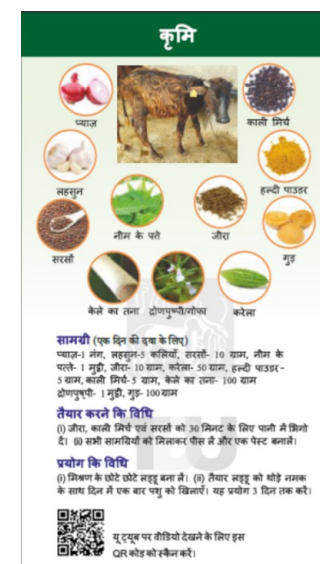 कृमि
प्याज़
काली मिर्च
लहसुन
हल्दी पाउडर
सरसों
नीम के पत्ते
जीरा
गुड़
केले का तना
द्रोणपुष्पी/गोफा
करेला
सामग्री (एक दिन की दवा के लिए)
प्याज-1 नंग, लहसुन-5 कलियाँ, सरसों- 10 ग्राम, नीम के
पत्ते- 1 मुट्ठी, जीरा- 10 ग्राम, करेला- 50 ग्राम, हल्दी पाउडर-
5 ग्राम, काली मिर्च-5 ग्राम, केले का तना- 100 ग्राम
द्रोणपुष्पी- 1 मुट्ठी, गुड़- 100 ग्राम
तैयार करने कि विधि
(i) जीरा, काली मिर्च एवं सरसों को 30 मिनट के लिए पानी में भिगो
दें। (ii) सभी सामग्रियों को मिलाकर पीस लें और एक पेस्ट बनालें।
प्रयोग कि विधि
(i) मिश्रण के छोटे छोटे लड्डू बना लें। (ii) तैयार लड्डू को थोड़े नमक
के साथ दिन में एक बार पशु को खिलाएँ। यह प्रयोग 3 दिन तक करें।
यू ट्यूब पर वीडियो देखने के लिए इस
QR कोड को स्कैन करें।